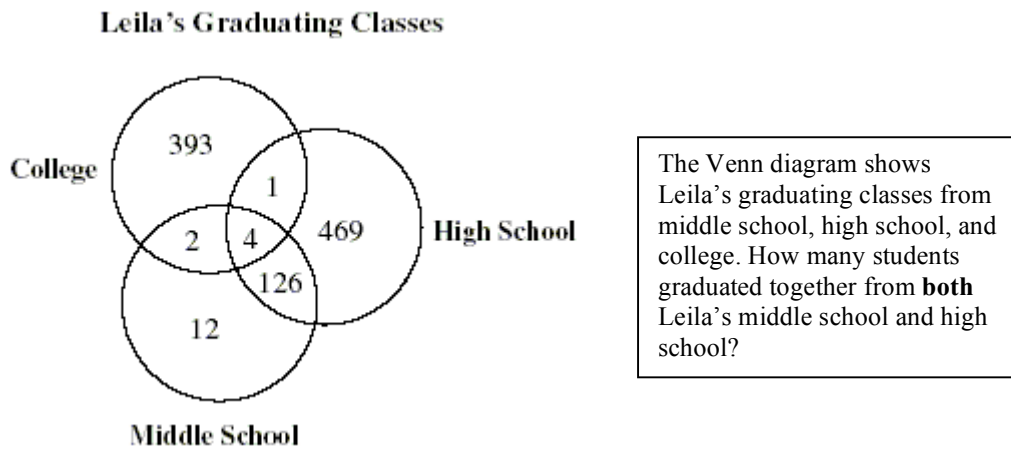 Leila's Graduating Classes
393
College
1
2
4
469
High School
126
12
Middle School
The Venn diagram shows
Leila's graduating classes from
middle school, high school, and
college. How many students
graduated together from both
Leila's middle school and high
school?